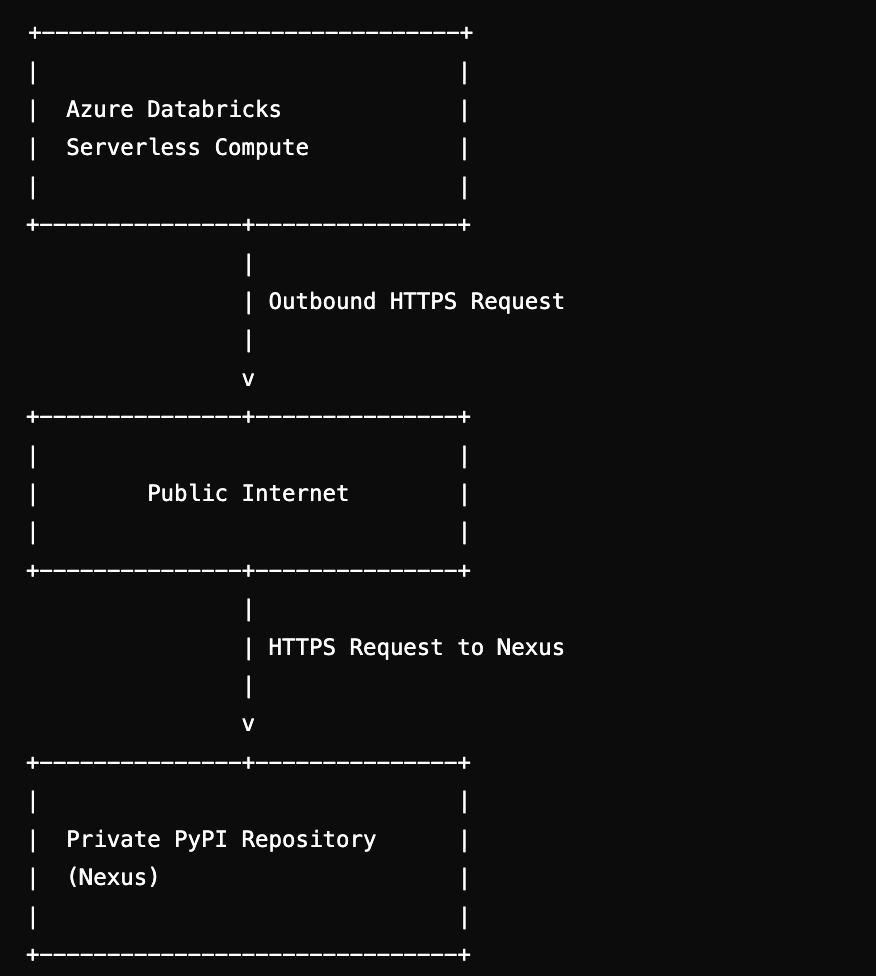 +-------------------------------+
|                               |
|  Azure Databricks             |
|  Serverless Compute           |
|                               |
+---------------+---------------+
                |
                | Outbound HTTPS Request
                |
                v
+---------------+---------------+
|                               |
|        Public Internet        |
|                               |
+---------------+---------------+
                |
                | HTTPS Request to Nexus
                |
                v
+---------------+---------------+
|                               |
|  Private PyPI Repository      |
|  (Nexus)                      |
|                               |
+-------------------------------+